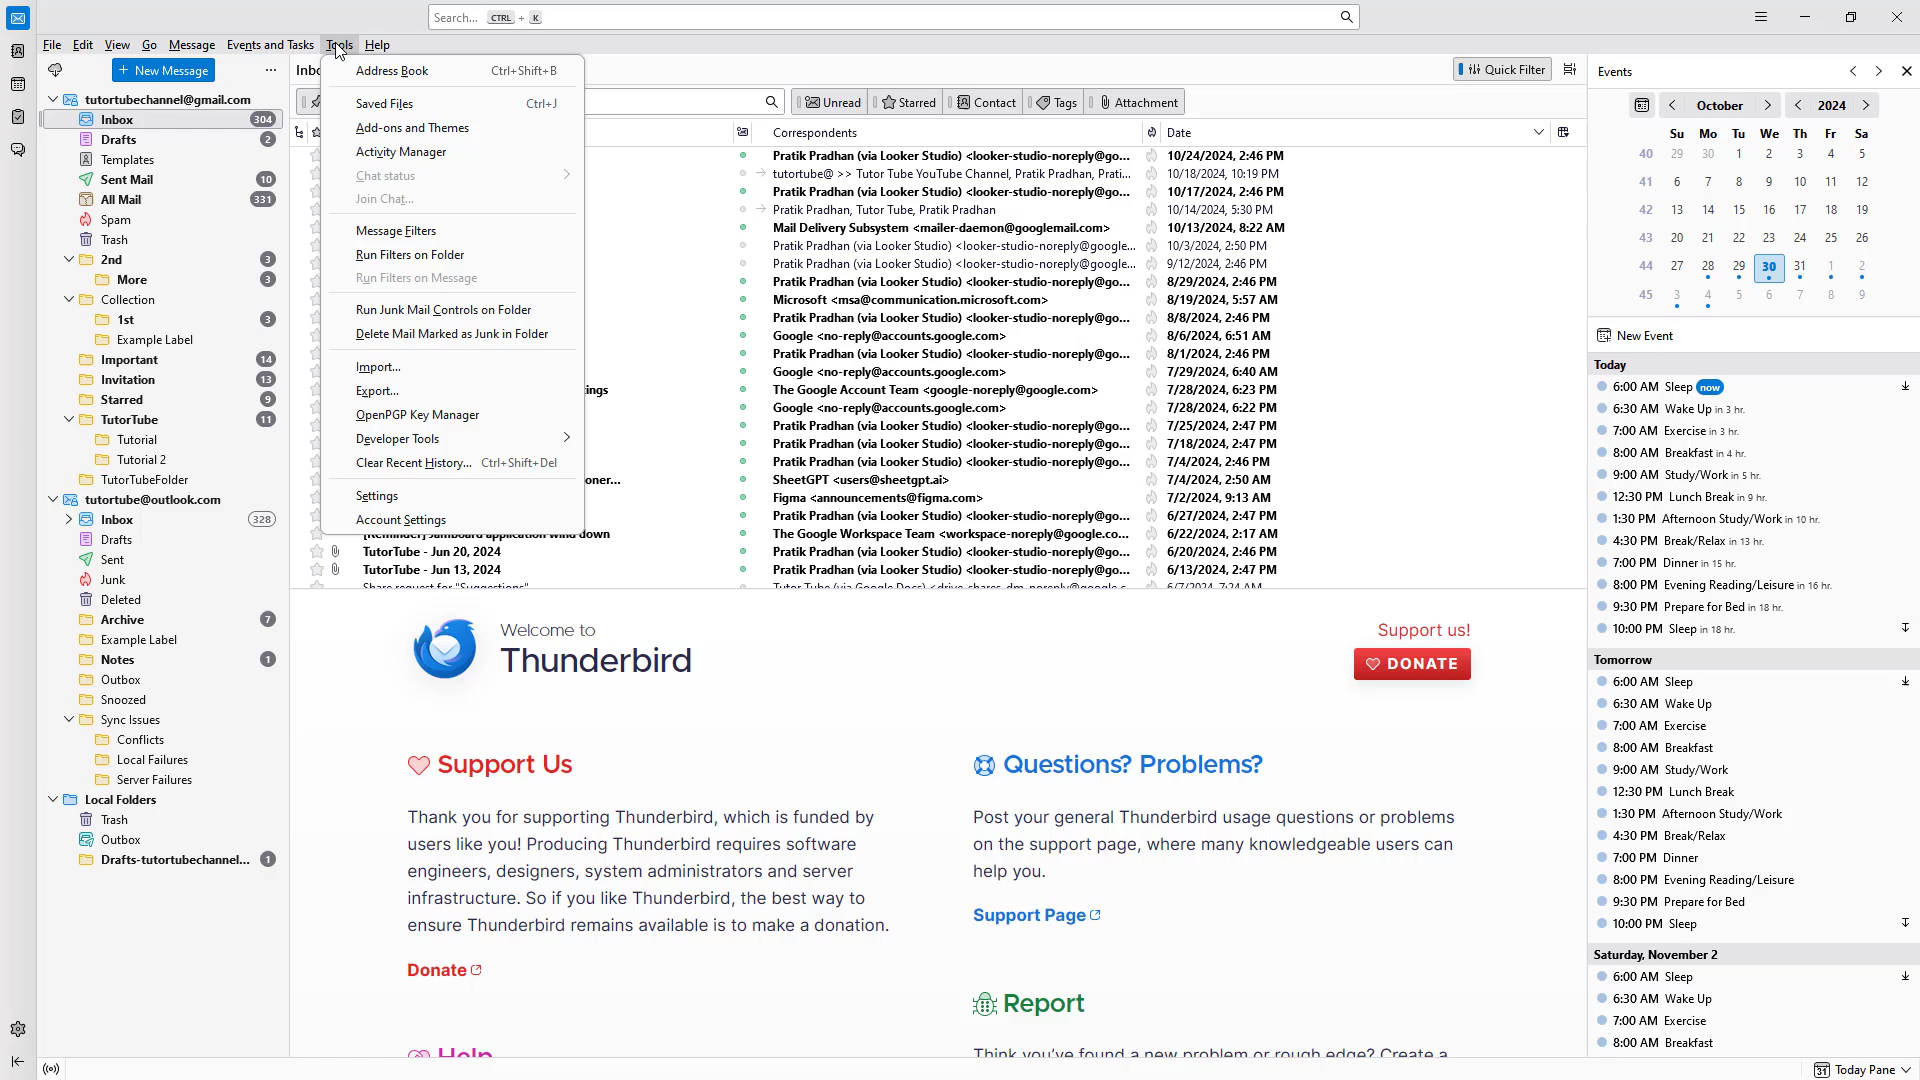 Search... CTRL + K
File Edit View Go Message Events and Tasks Tools Help
New Message
tutortubechannel@gmail.com
Inbox 304
Drafts 2
Templates
Sent Mail 10
All Mail 331
Spam
Trash
2nd 3
More 3
Collection
1st 3
Example Label
Important 14
Invitation 13
Starred 9
TutorTube 11
Tutorial
Tutorial 2
TutorTubeFolder
tutortube@outlook.com
Inbox 328
Drafts
Sent
Junk
Deleted
Archive 7
Example Label
Notes 1
Outbox
Snoozed
Sync Issues
Conflicts
Local Failures
Server Failures
Local Folders
Trash
Outbox
Drafts-tutortubechannel... 1
Address Book Ctrl+Shift+B
Saved Files Ctrl+J
Add-ons and Themes
Activity Manager
Chat status
Join Chat...
Message Filters
Run Filters on Folder
Run Filters on Message
Run Junk Mail Controls on Folder
Delete Mail Marked as Junk in Folder
Import...
Export...
OpenPGP Key Manager
Developer Tools
Clear Recent History... Ctrl+Shift+Del
Settings
Account Settings
Quick Filter
Unread Starred Contact Tags Attachment
Correspondents Date
Pratik Pradhan (via Looker Studio) <looker-studio-noreply@go... 10/24/2024, 2:46 PM
tutortube@ >> Tutor Tube YouTube Channel, Pratik Pradhan, Prati... 10/18/2024, 10:19 PM
Pratik Pradhan (via Looker Studio) <looker-studio-noreply@go... 10/17/2024, 2:46 PM
Pratik Pradhan, Tutor Tube, Pratik Pradhan 10/14/2024, 5:30 PM
Mail Delivery Subsystem <mailer-daemon@googlemail.com> 10/13/2024, 8:22 AM
Pratik Pradhan (via Looker Studio) <looker-studio-noreply@google... 10/3/2024, 2:50 PM
Pratik Pradhan (via Looker Studio) <looker-studio-noreply@google... 9/12/2024, 2:46 PM
Pratik Pradhan (via Looker Studio) <looker-studio-noreply@go... 8/29/2024, 2:46 PM
Microsoft <msa@communication.microsoft.com> 8/19/2024, 5:57 AM
Pratik Pradhan (via Looker Studio) <looker-studio-noreply@go... 8/8/2024, 2:46 PM
Google <no-reply@accounts.google.com> 8/6/2024, 6:51 AM
Pratik Pradhan (via Looker Studio) <looker-studio-noreply@go... 8/1/2024, 2:46 PM
Google <no-reply@accounts.google.com> 7/29/2024, 6:40 AM
The Google Account Team <google-noreply@google.com> 7/28/2024, 6:23 PM
Google <no-reply@accounts.google.com> 7/28/2024, 6:22 PM
Pratik Pradhan (via Looker Studio) <looker-studio-noreply@go... 7/25/2024, 2:47 PM
Pratik Pradhan (via Looker Studio) <looker-studio-noreply@go... 7/18/2024, 2:47 PM
Pratik Pradhan (via Looker Studio) <looker-studio-noreply@go... 7/4/2024, 2:46 PM
SheetGPT <users@sheetgpt.ai> 7/4/2024, 2:50 AM
Figma <announcements@figma.com> 7/2/2024, 9:13 AM
Pratik Pradhan (via Looker Studio) <looker-studio-noreply@go... 6/27/2024, 2:47 PM
[Reminder] Jamboard application wind down The Google Workspace Team <workspace-noreply@google.co... 6/22/2024, 2:17 AM
TutorTube - Jun 20, 2024 Pratik Pradhan (via Looker Studio) <looker-studio-noreply@go... 6/20/2024, 2:46 PM
TutorTube - Jun 13, 2024 Pratik Pradhan (via Looker Studio) <looker-studio-noreply@go... 6/13/2024, 2:47 PM
Share request for "Suggestions" Tutor Tube (via Google Docs) <drive-shares-dm-noreply@google.c... 6/7/2024, 7:24 AM
Welcome to
Thunderbird
Support us!
DONATE
Support Us
Thank you for supporting Thunderbird, which is funded by
users like you! Producing Thunderbird requires software
engineers, designers, system administrators and server
infrastructure. So if you like Thunderbird, the best way to
ensure Thunderbird remains available is to make a donation.
Donate
Help
Questions? Problems?
Post your general Thunderbird usage questions or problems
on the support page, where many knowledgeable users can
help you.
Support Page
Report
Think you've found a new problem or rough edge? Create a
Events
October 2024
Su Mo Tu We Th Fr Sa
40 29 30 1 2 3 4 5
41 6 7 8 9 10 11 12
42 13 14 15 16 17 18 19
43 20 21 22 23 24 25 26
44 27 28 29 30 31 1 2
45 3 4 5 6 7 8 9
New Event
Today
6:00 AM Sleep now
6:30 AM Wake Up in 3 hr.
7:00 AM Exercise in 3 hr.
8:00 AM Breakfast in 4 hr.
9:00 AM Study/Work in 5 hr.
12:30 PM Lunch Break in 9 hr.
1:30 PM Afternoon Study/Work in 10 hr.
4:30 PM Break/Relax in 13 hr.
7:00 PM Dinner in 15 hr.
8:00 PM Evening Reading/Leisure in 16 hr.
9:30 PM Prepare for Bed in 18 hr.
10:00 PM Sleep in 18 hr.
Tomorrow
6:00 AM Sleep
6:30 AM Wake Up
7:00 AM Exercise
8:00 AM Breakfast
9:00 AM Study/Work
12:30 PM Lunch Break
1:30 PM Afternoon Study/Work
4:30 PM Break/Relax
7:00 PM Dinner
8:00 PM Evening Reading/Leisure
9:30 PM Prepare for Bed
10:00 PM Sleep
Saturday, November 2
6:00 AM Sleep
6:30 AM Wake Up
7:00 AM Exercise
8:00 AM Breakfast
31 Today Pane